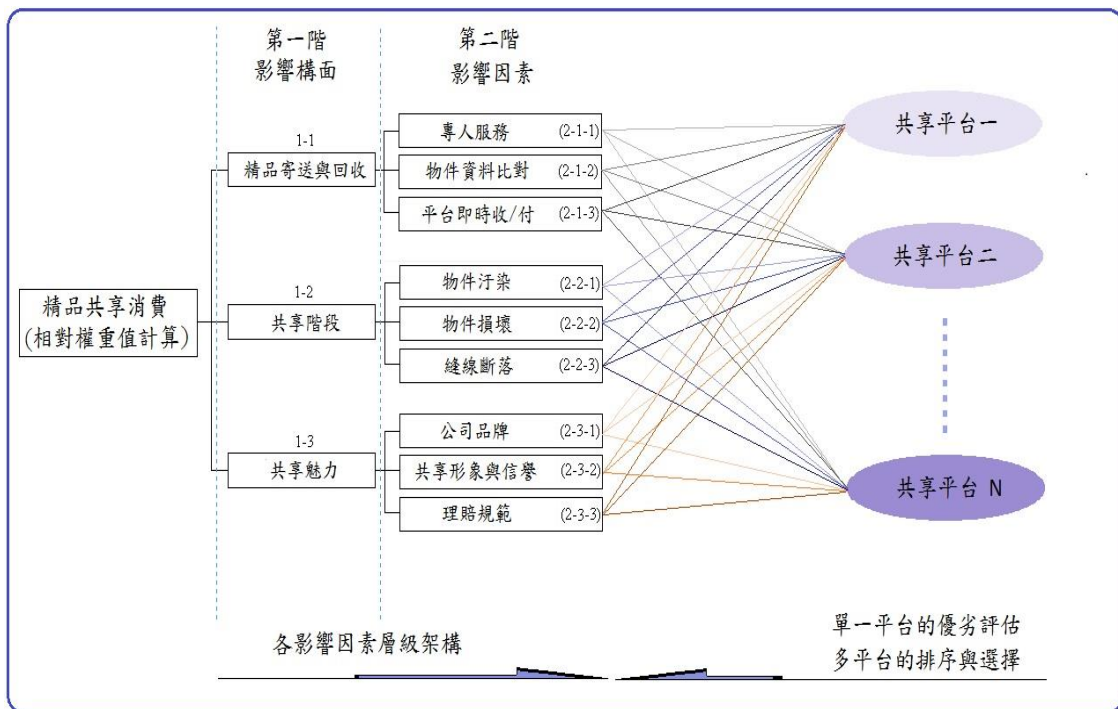 第一階
影響構面
第二階
影響因素
1-1
精品寄送與回收
專人服務 (2-1-1)
物件資料比對 (2-1-2)
平台即時收/付 (2-1-3)
精品共享消費
(相對權重值計算)
1-2
共享階段
物件汙染 (2-2-1)
物件損壞 (2-2-2)
縫線斷落 (2-2-3)
1-3
共享魅力
公司品牌 (2-3-1)
共享形象與信譽 (2-3-2)
理賠規範 (2-3-3)
共享平台一
共享平台二
共享平台 N
各影響因素層級架構
單一平台的優劣評估
多平台的排序與選擇